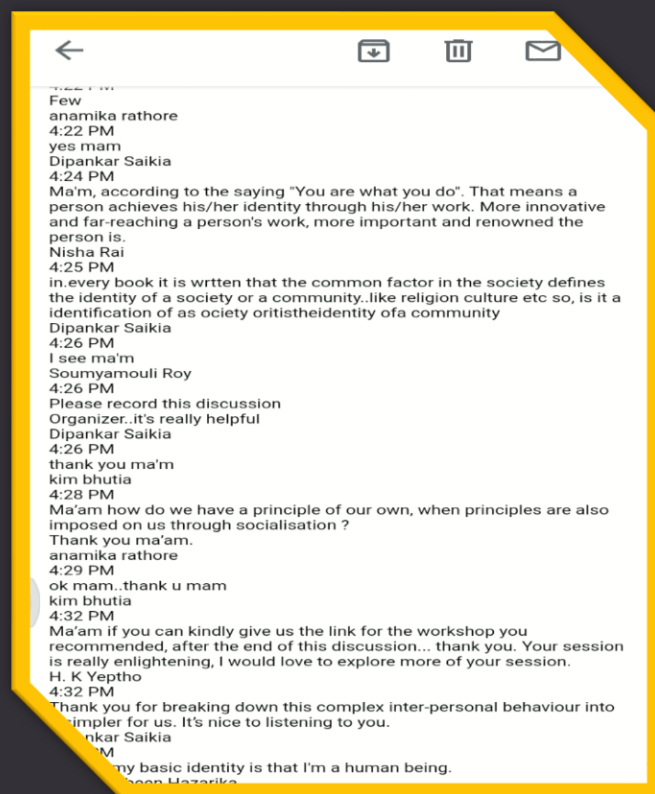 Few
anamika rathore
4:22 PM
yes mam
Dipankar Saikia
4:24 PM
Ma'm, according to the saying "You are what you do". That means a
person achieves his/her identity through his/her work. More innovative
and far-reaching a person's work, more important and renowned the
person is.
Nisha Rai
4:25 PM
in.every book it is wrtten that the common factor in the society defines
the identity of a society or a community..like religion culture etc so, is it a
identification of as ociety oritistheidentity ofa community
Dipankar Saikia
4:26 PM
I see ma'm
Soumyamouli Roy
4:26 PM
Please record this discussion
Organizer..it's really helpful
Dipankar Saikia
4:26 PM
thank you ma'm
kim bhutia
4:28 PM
Ma'am how do we have a principle of our own, when principles are also
imposed on us through socialisation ?
Thank you ma'am.
anamika rathore
4:29 PM
ok mam..thank u mam
kim bhutia
4:32 PM
Ma'am if you can kindly give us the link for the workshop you
recommended, after the end of this discussion... thank you. Your session
is really enlightening, I would love to explore more of your session.
H. K Yeptho
4:32 PM
Thank you for breaking down this complex inter-personal behaviour into
simpler for us. It's nice to listening to you.
nkar Saikia
PM
my basic identity is that I'm a human being.
Hazarika